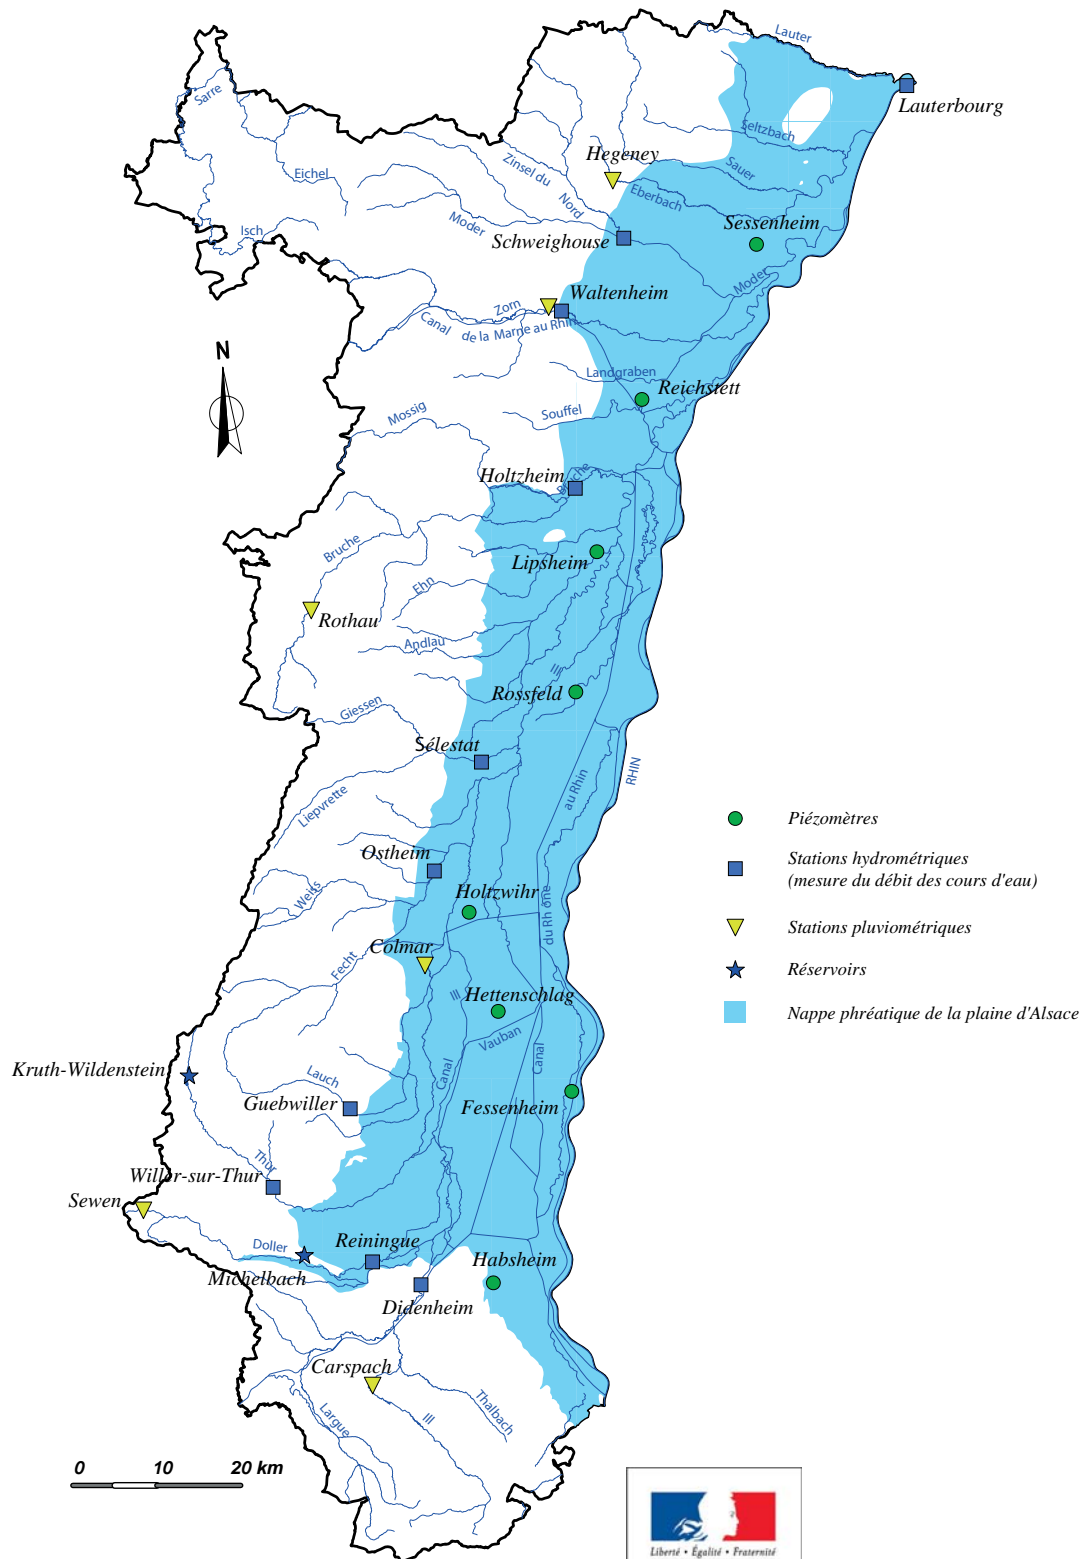 Lauter
Sarre
Lauterbourg
Seltzbach
Hegeney
Zinsel du Nord
Sauer
Eichel
Eberbach
Moder
Sessenheim
Isch
Schweighouse
Moder
Waltenheim
Zorn
Canal de la Marne au Rhin
N
Landgraben
Reichstett
Mossig
Souffel
Holtzheim
Bruche
Bruche
Lipsheim
Ehn
Rothau
Andlau
Ill
Rossfeld
Giessen
Sélestat
RHIN
au Rhin
Liepvrette
Piézomètres
Ostheim
Stations hydrométriques
(mesure du débit des cours d'eau)
Weiss
Holtzwihr
du Rhône
Stations pluviométriques
Colmar
Fecht
Réservoirs
Ill
Hettenschlag
Nappe phréatique de la plaine d'Alsace
Vauban
Canal
Canal
Kruth-Wildenstein
Lauch
Guebwiller
Fessenheim
Thur
Willer-sur-Thur
Sewen
Doller
Reiningue
Michelbach
Habsheim
Didenheim
Carspach
Largue
Ill
Thalbach
0 10 20 km
Liberté • Égalité • Fraternité